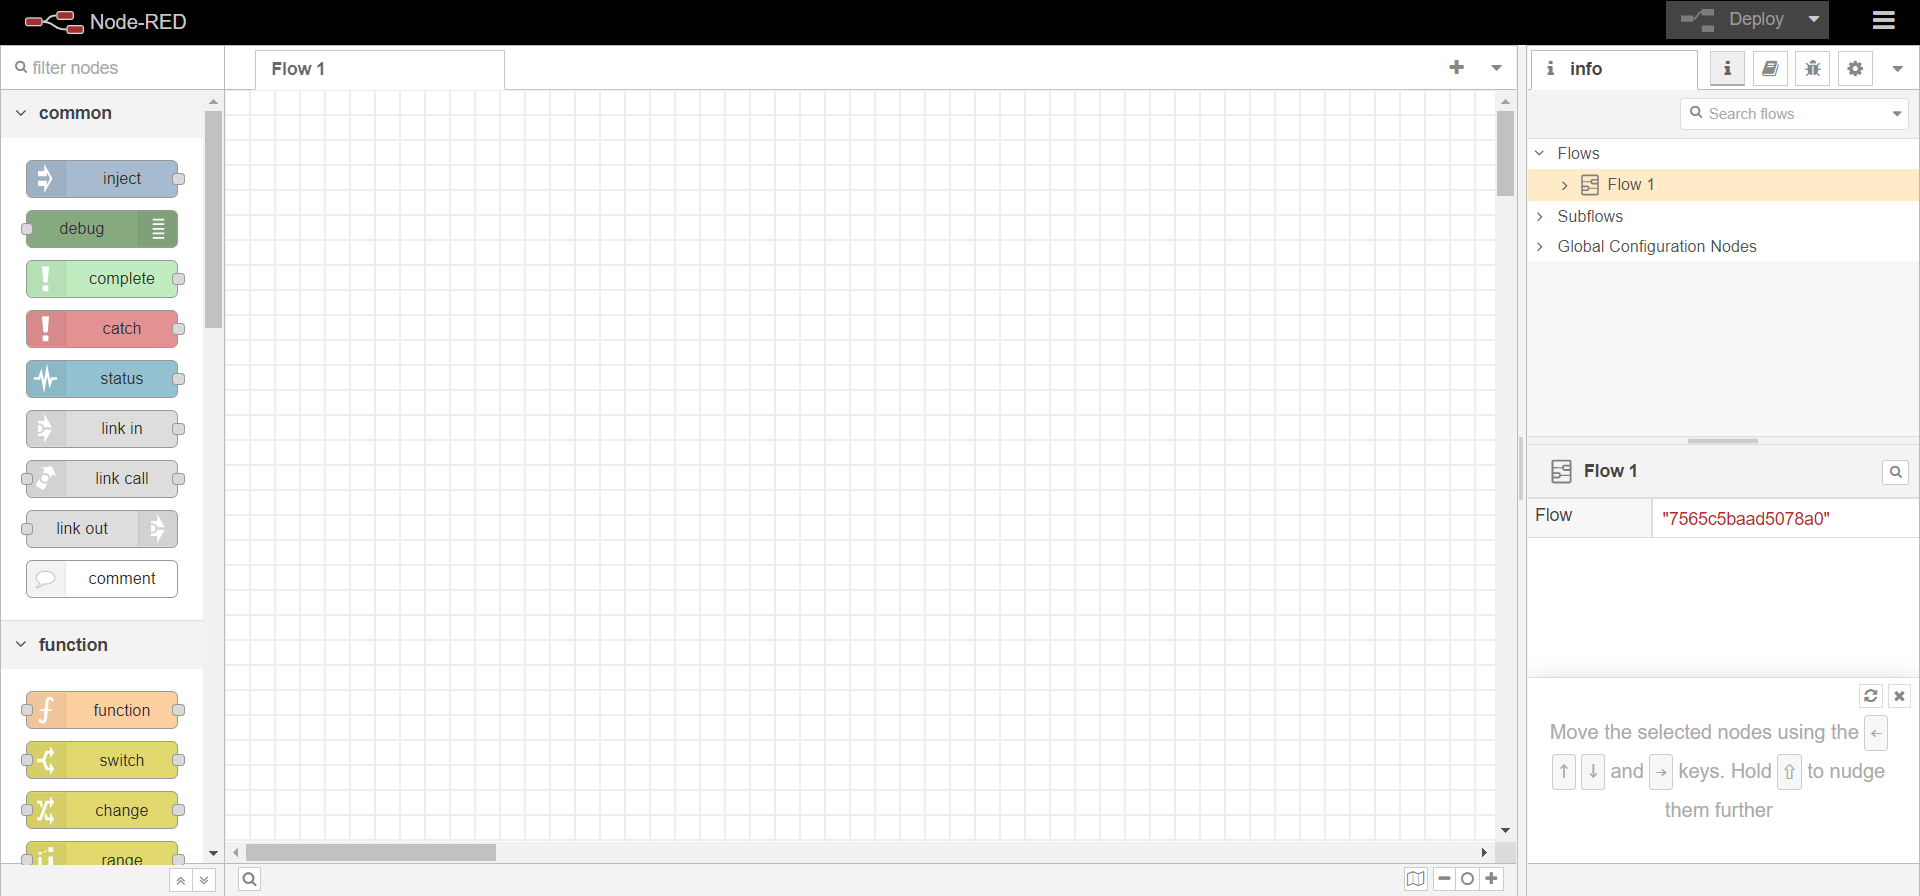 Node-RED
Deploy
filter nodes
Flow 1
info
common
Search flows
inject
debug
complete
catch
status
link in
link call
link out
comment
function
function
switch
change
range
Flows
Flow 1
Subflows
Global Configuration Nodes
Flow 1
Flow
"7565c5baad5078a0"
Move the selected nodes using the ←
↑ ↓ and → keys. Hold ⇧ to nudge
them further